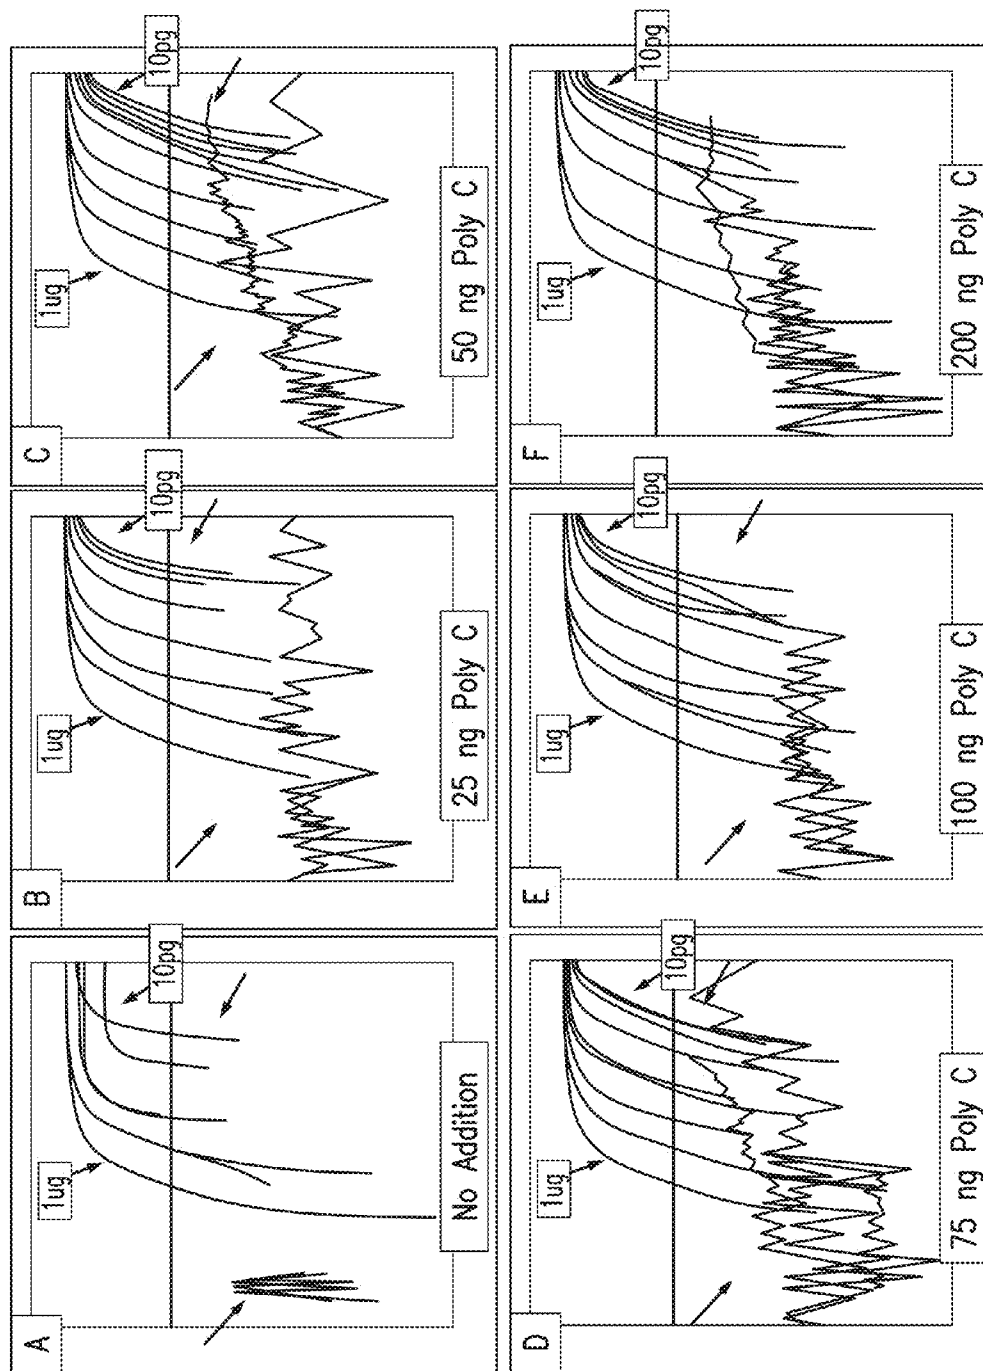 A
1ug
10pg
No Addition
B
1ug
10pg
25 ng Poly C
C
1ug
10pg
50 ng Poly C
D
1ug
10pg
75 ng Poly C
E
1ug
10pg
100 ng Poly C
F
1ug
10pg
200 ng Poly C